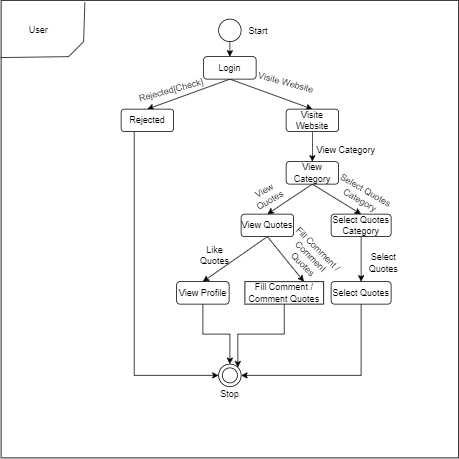 User
Start
Login
Rejected[Check]
Visite Website
Rejected
Visite
Website
View Category
View
Category
View
Quotes
Select Quotes
Category
View Quotes
Select Quotes
Category
Like
Quotes
Fill Comment /
Comment
Quotes
Select
Quotes
View Profile
Fill Comment /
Comment Quotes
Select Quotes
Stop